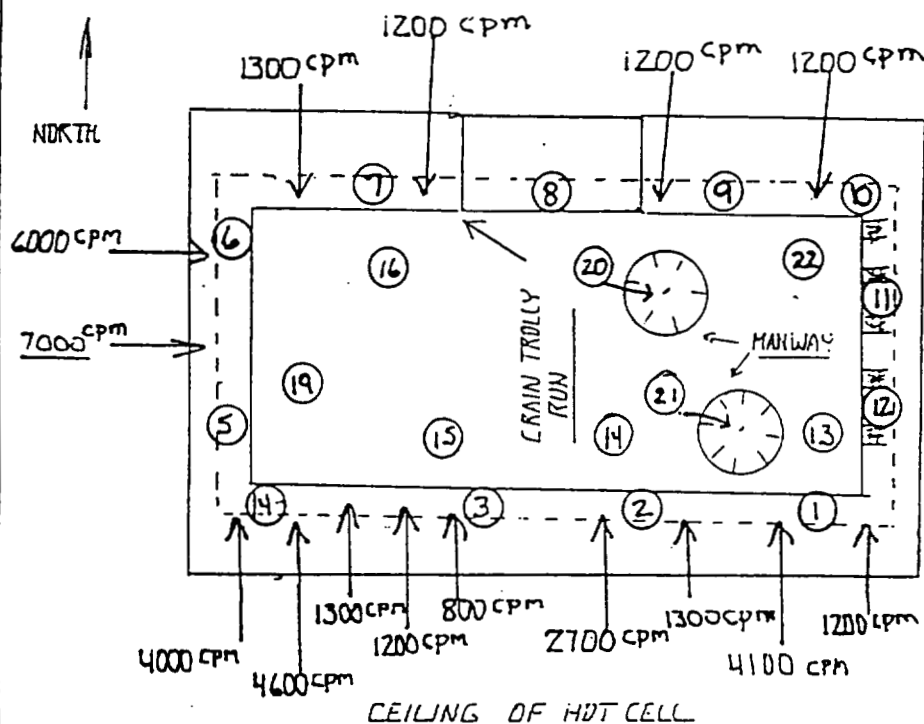 1200 cpm
1300 cpm
1200 cpm
1200 cpm
NORTH
7
8
9
10
6000 cpm
6
16
20
22
11
7000 cpm
CRAIN TROLLY
RUN
MANWAY
19
21
12
5
15
14
13
14
3
2
1
1300 cpm
1200 cpm
800 cpm
2700 cpm
1300 cpm
1200 cpm
4000 cpm
4600 cpm
4100 cpm
CEILING OF HOT CELL